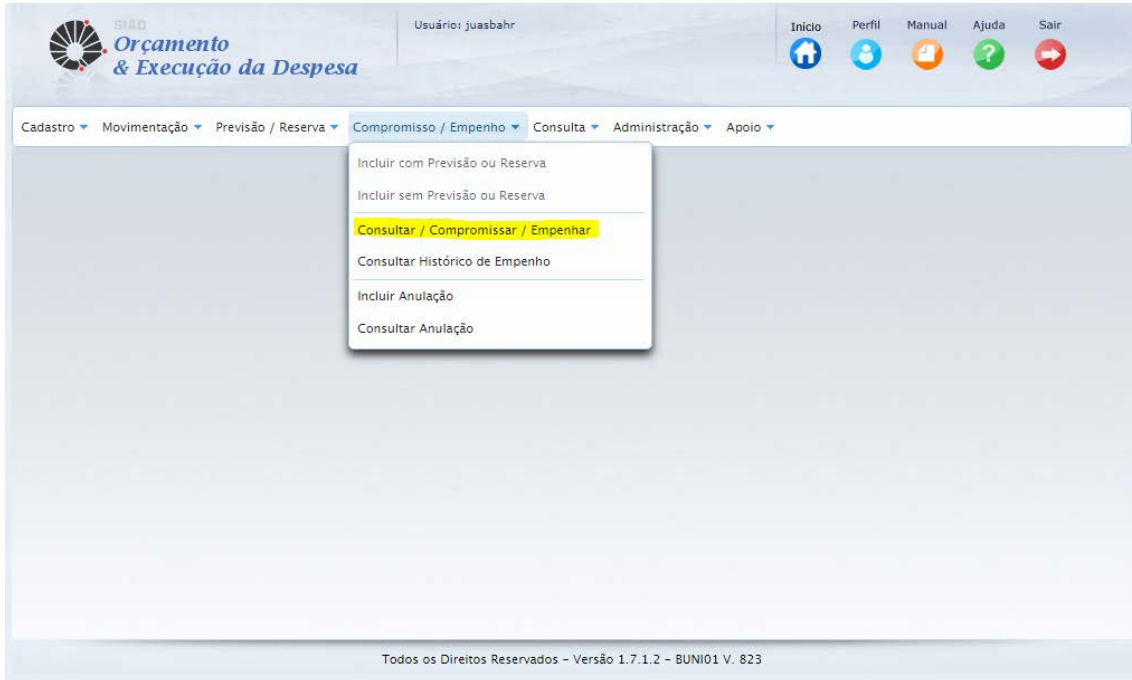 SIAD
Orçamento
& Execução da Despesa
Usuário: juasbahr
Início Perfil Manual Ajuda Sair
Cadastro Movimentação Previsão / Reserva Compromisso / Empenho Consulta Administração Apoio
Incluir com Previsão ou Reserva
Incluir sem Previsão ou Reserva
Consultar / Compromissar / Empenhar
Consultar Histórico de Empenho
Incluir Anulação
Consultar Anulação
Todos os Direitos Reservados - Versão 1.7.1.2 - BUNI01 V. 823